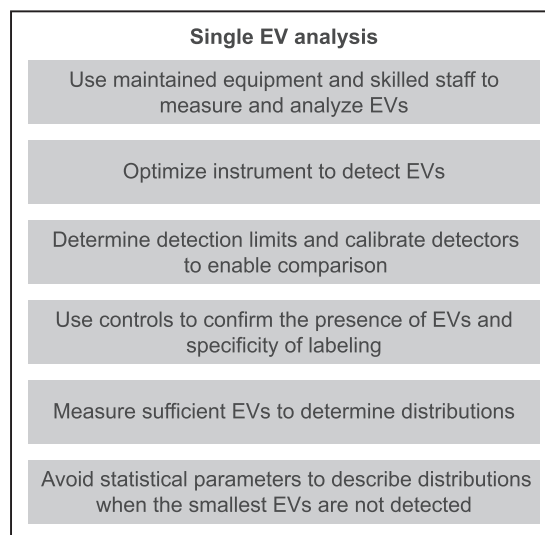 Single EV analysis
Use maintained equipment and skilled staff to
measure and analyze EVs
Optimize instrument to detect EVs
Determine detection limits and calibrate detectors
to enable comparison
Use controls to confirm the presence of EVs and
specificity of labeling
Measure sufficient EVs to determine distributions
Avoid statistical parameters to describe distributions
when the smallest EVs are not detected